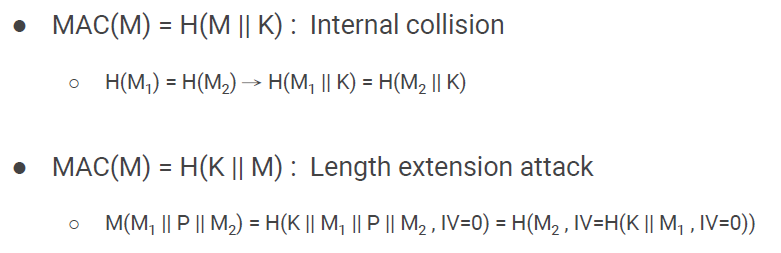 ● MAC(M) = H(M || K) : Internal collision
○ H(M₁) = H(M₂) → H(M₁ || K) = H(M₂ || K)
● MAC(M) = H(K || M) : Length extension attack
○ M(M₁ || P || M₂) = H(K || M₁ || P || M₂ , IV=0) = H(M₂ , IV=H(K || M₁ , IV=0))